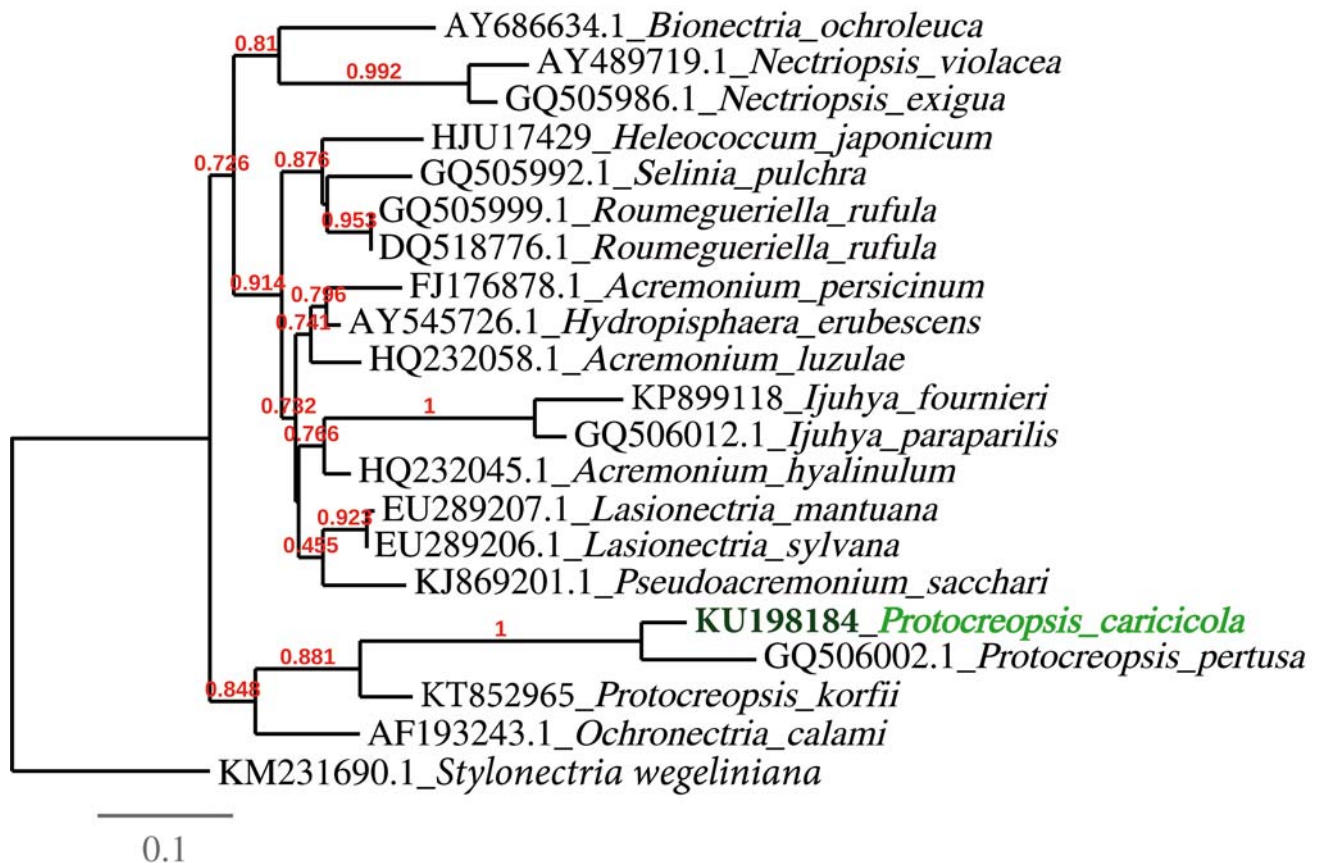 0.81
AY686634.1_Bionectria_ochroleuca
0.992
AY489719.1_Nectriopsis_violacea
GQ505986.1_Nectriopsis_exigua
0.726
0.876
HJU17429_Heleococcum_japonicum
GQ505992.1_Selinia_pulchra
0.953
GQ505999.1_Roumegueriella_rufula
DQ518776.1_Roumegueriella_rufula
0.914
0.796
FJ176878.1_Acremonium_persicinum
0.741
AY545726.1_Hydropisphaera_erubescens
HQ232058.1_Acremonium_luzulae
0.732
1
KP899118_Ijuhya_fournieri
GQ506012.1_Ijuhya_paraparilis
0.766
HQ232045.1_Acremonium_hyalinulum
0.923
EU289207.1_Lasionectria_mantuana
EU289206.1_Lasionectria_sylvana
0.455
KJ869201.1_Pseudoacremonium_sacchari
1
KU198184_Protocreopsis_caricicola
GQ506002.1_Protocreopsis_pertusa
0.881
KT852965_Protocreopsis_korfii
0.848
AF193243.1_Ochronectria_calami
KM231690.1_Stylonectria wegeliniana
0.1